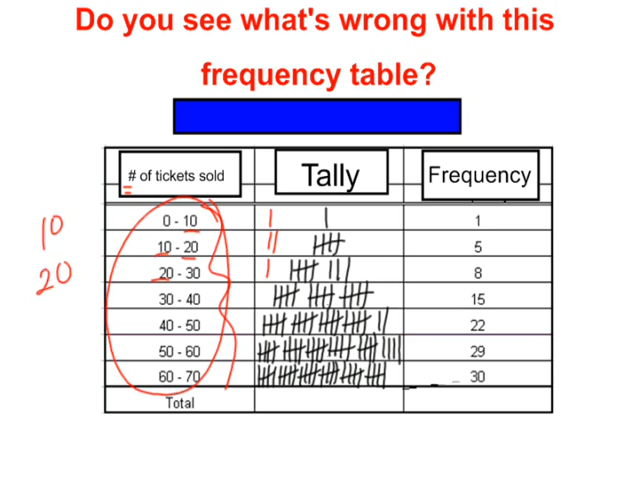 Do you see what's wrong with this
frequency table?
# of tickets sold Tally Frequency
0 - 10 1
10 - 20 5
20 - 30 8
30 - 40 15
40 - 50 22
50 - 60 29
60 - 70 30
Total
10
20